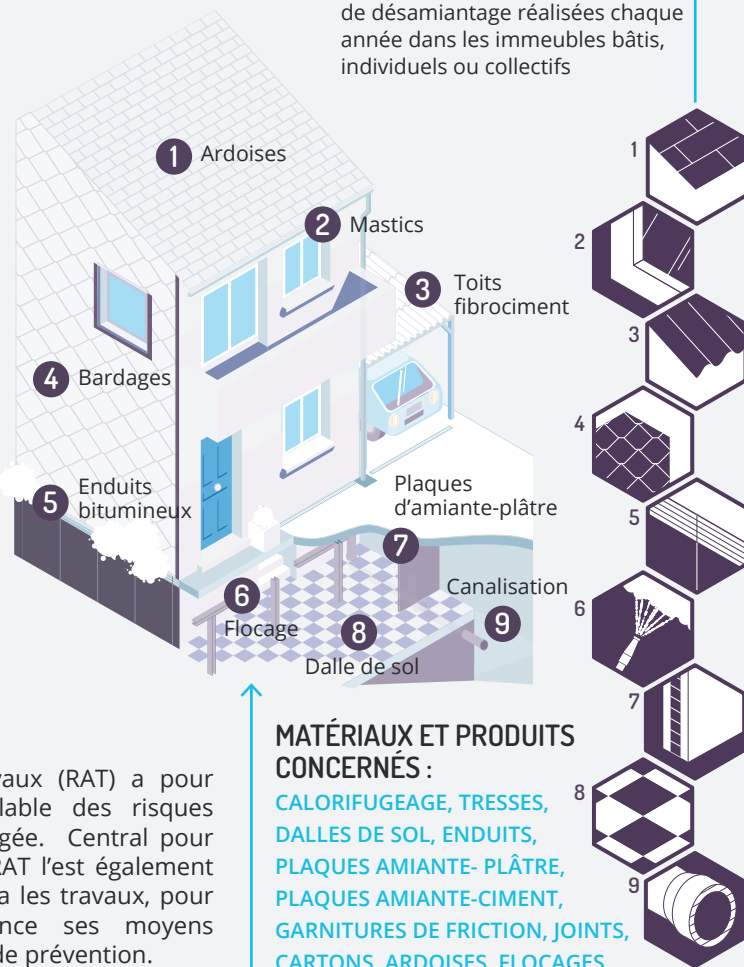 de désamiantage réalisées chaque
année dans les immeubles bâtis,
individuels ou collectifs
1 Ardoises
2 Mastics
3 Toits
fibrociment
4 Bardages
5 Enduits
bitumineux
Plaques
d’amiante-plâtre
7
Canalisation
9
6
Flocage
8
Dalle de sol
1
2
3
4
5
6
7
8
9
vaux (RAT) a pour
lable des risques
gée. Central pour
RAT l’est également
a les travaux, pour
nce ses moyens
de prévention.
MATÉRIAUX ET PRODUITS
CONCERNÉS :
CALORIFUGEAGE, TRESSES,
DALLES DE SOL, ENDUITS,
PLAQUES AMIANTE- PLÂTRE,
PLAQUES AMIANTE-CIMENT,
GARNITURES DE FRICTION, JOINTS,
CARTONS, ARDOISES, FLOCAGES